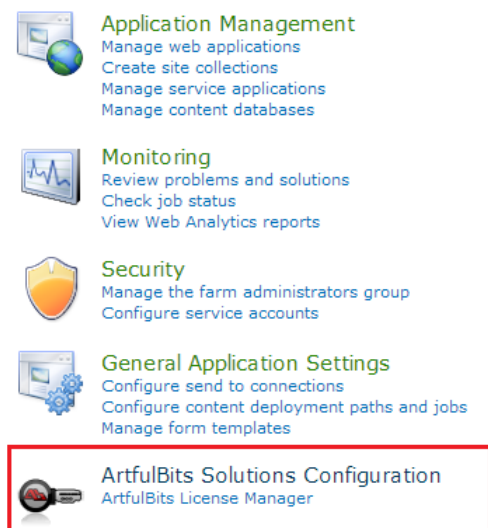 Application Management
Manage web applications
Create site collections
Manage service applications
Manage content databases
Monitoring
Review problems and solutions
Check job status
View Web Analytics reports
Security
Manage the farm administrators group
Configure service accounts
General Application Settings
Configure send to connections
Configure content deployment paths and jobs
Manage form templates
ArtfulBits Solutions Configuration
ArtfulBits License Manager